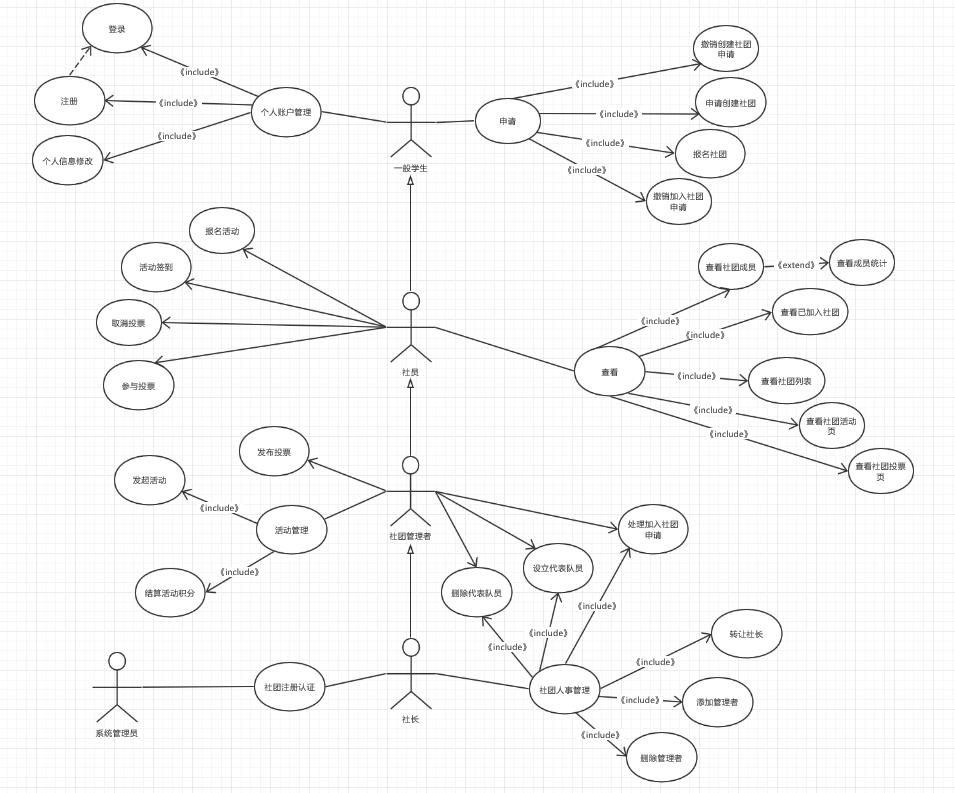 登录
《include》
注册
《include》
个人账户管理
《include》
个人信息修改
一般学生
申请
《include》
撤销创建社团
申请
《include》
申请创建社团
《include》
报名社团
《include》
撤销加入社团
申请
报名活动
活动签到
取消投票
参与投票
社员
查看
《include》
查看社团成员
《extend》
查看成员统计
《include》
查看已加入社团
《include》
查看社团列表
《include》
查看社团活动
页
《include》
查看社团投票
页
发布投票
发起活动
《include》
活动管理
《include》
结算活动积分
社团管理者
处理加入社团
申请
设立代表队员
删除代表队员
《include》
《include》
《include》
社团人事管理
《include》
转让社长
《include》
添加管理者
《include》
删除管理者
社长
社团注册认证
系统管理员